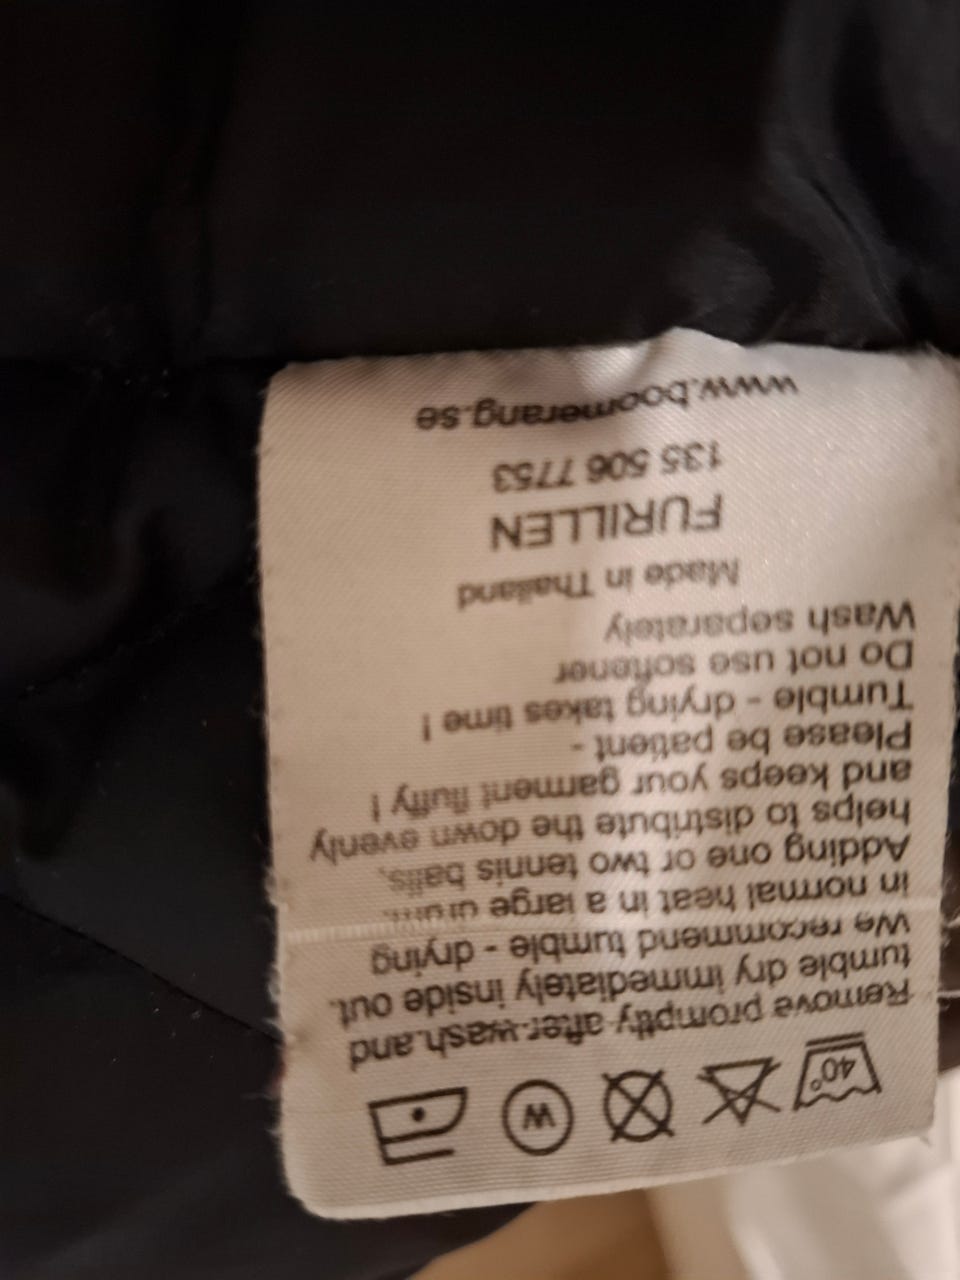 40°
W
Remove promptly after wash and
tumble dry immediately inside out.
We recommend tumble - drying
in normal heat in a large drum.
Adding one or two tennis balls,
helps to distribute the down evenly
and keeps your garment fluffy !
Please be patient -
Tumble - drying takes time !
Do not use softener
Wash separately
Made in Thailand
FURILLEN
135 506 7753
www.boomerang.se